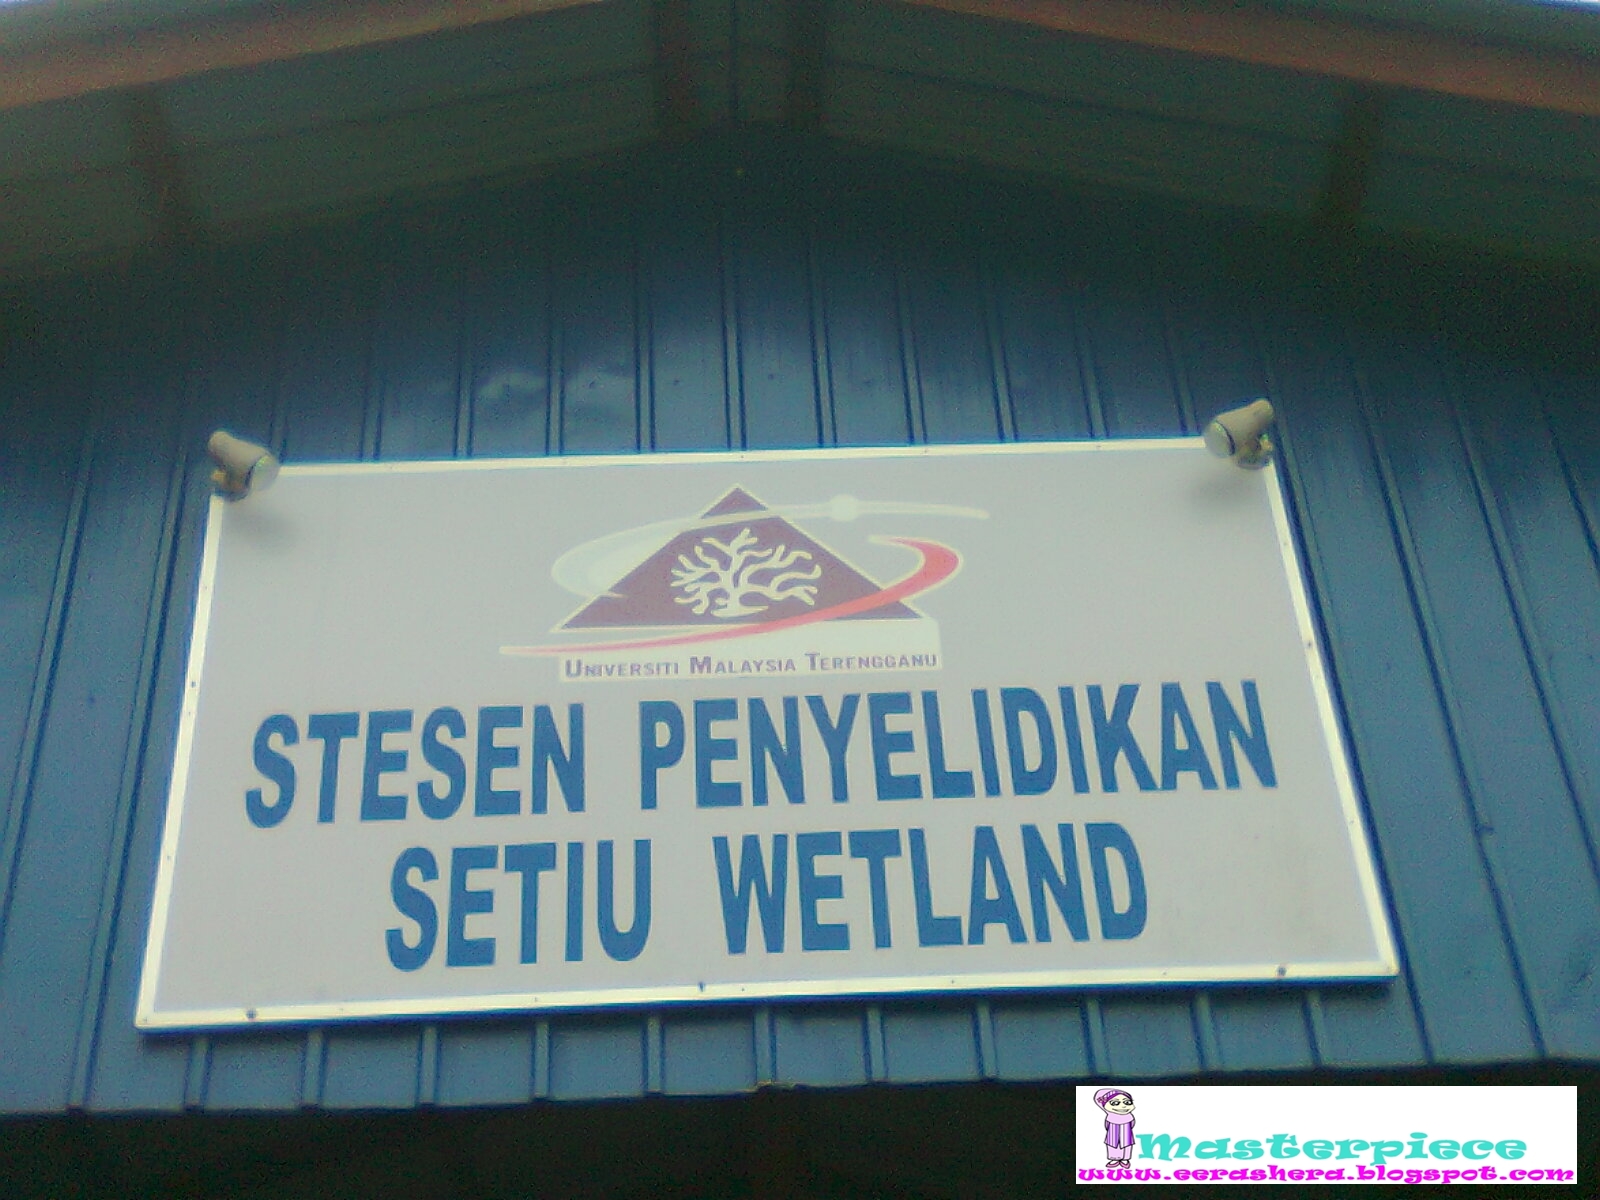 UNIVERSITI MALAYSIA TERENGGANU
STESEN PENYELIDIKAN
SETIU WETLAND
Masterpiece
www.eerashera.blogspot.com